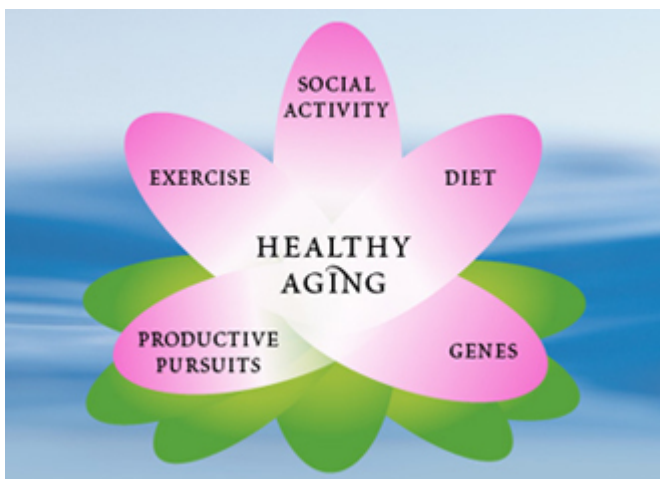 SOCIAL
ACTIVITY
EXERCISE
DIET
HEALTHY
AGING
PRODUCTIVE
PURSUITS
GENES